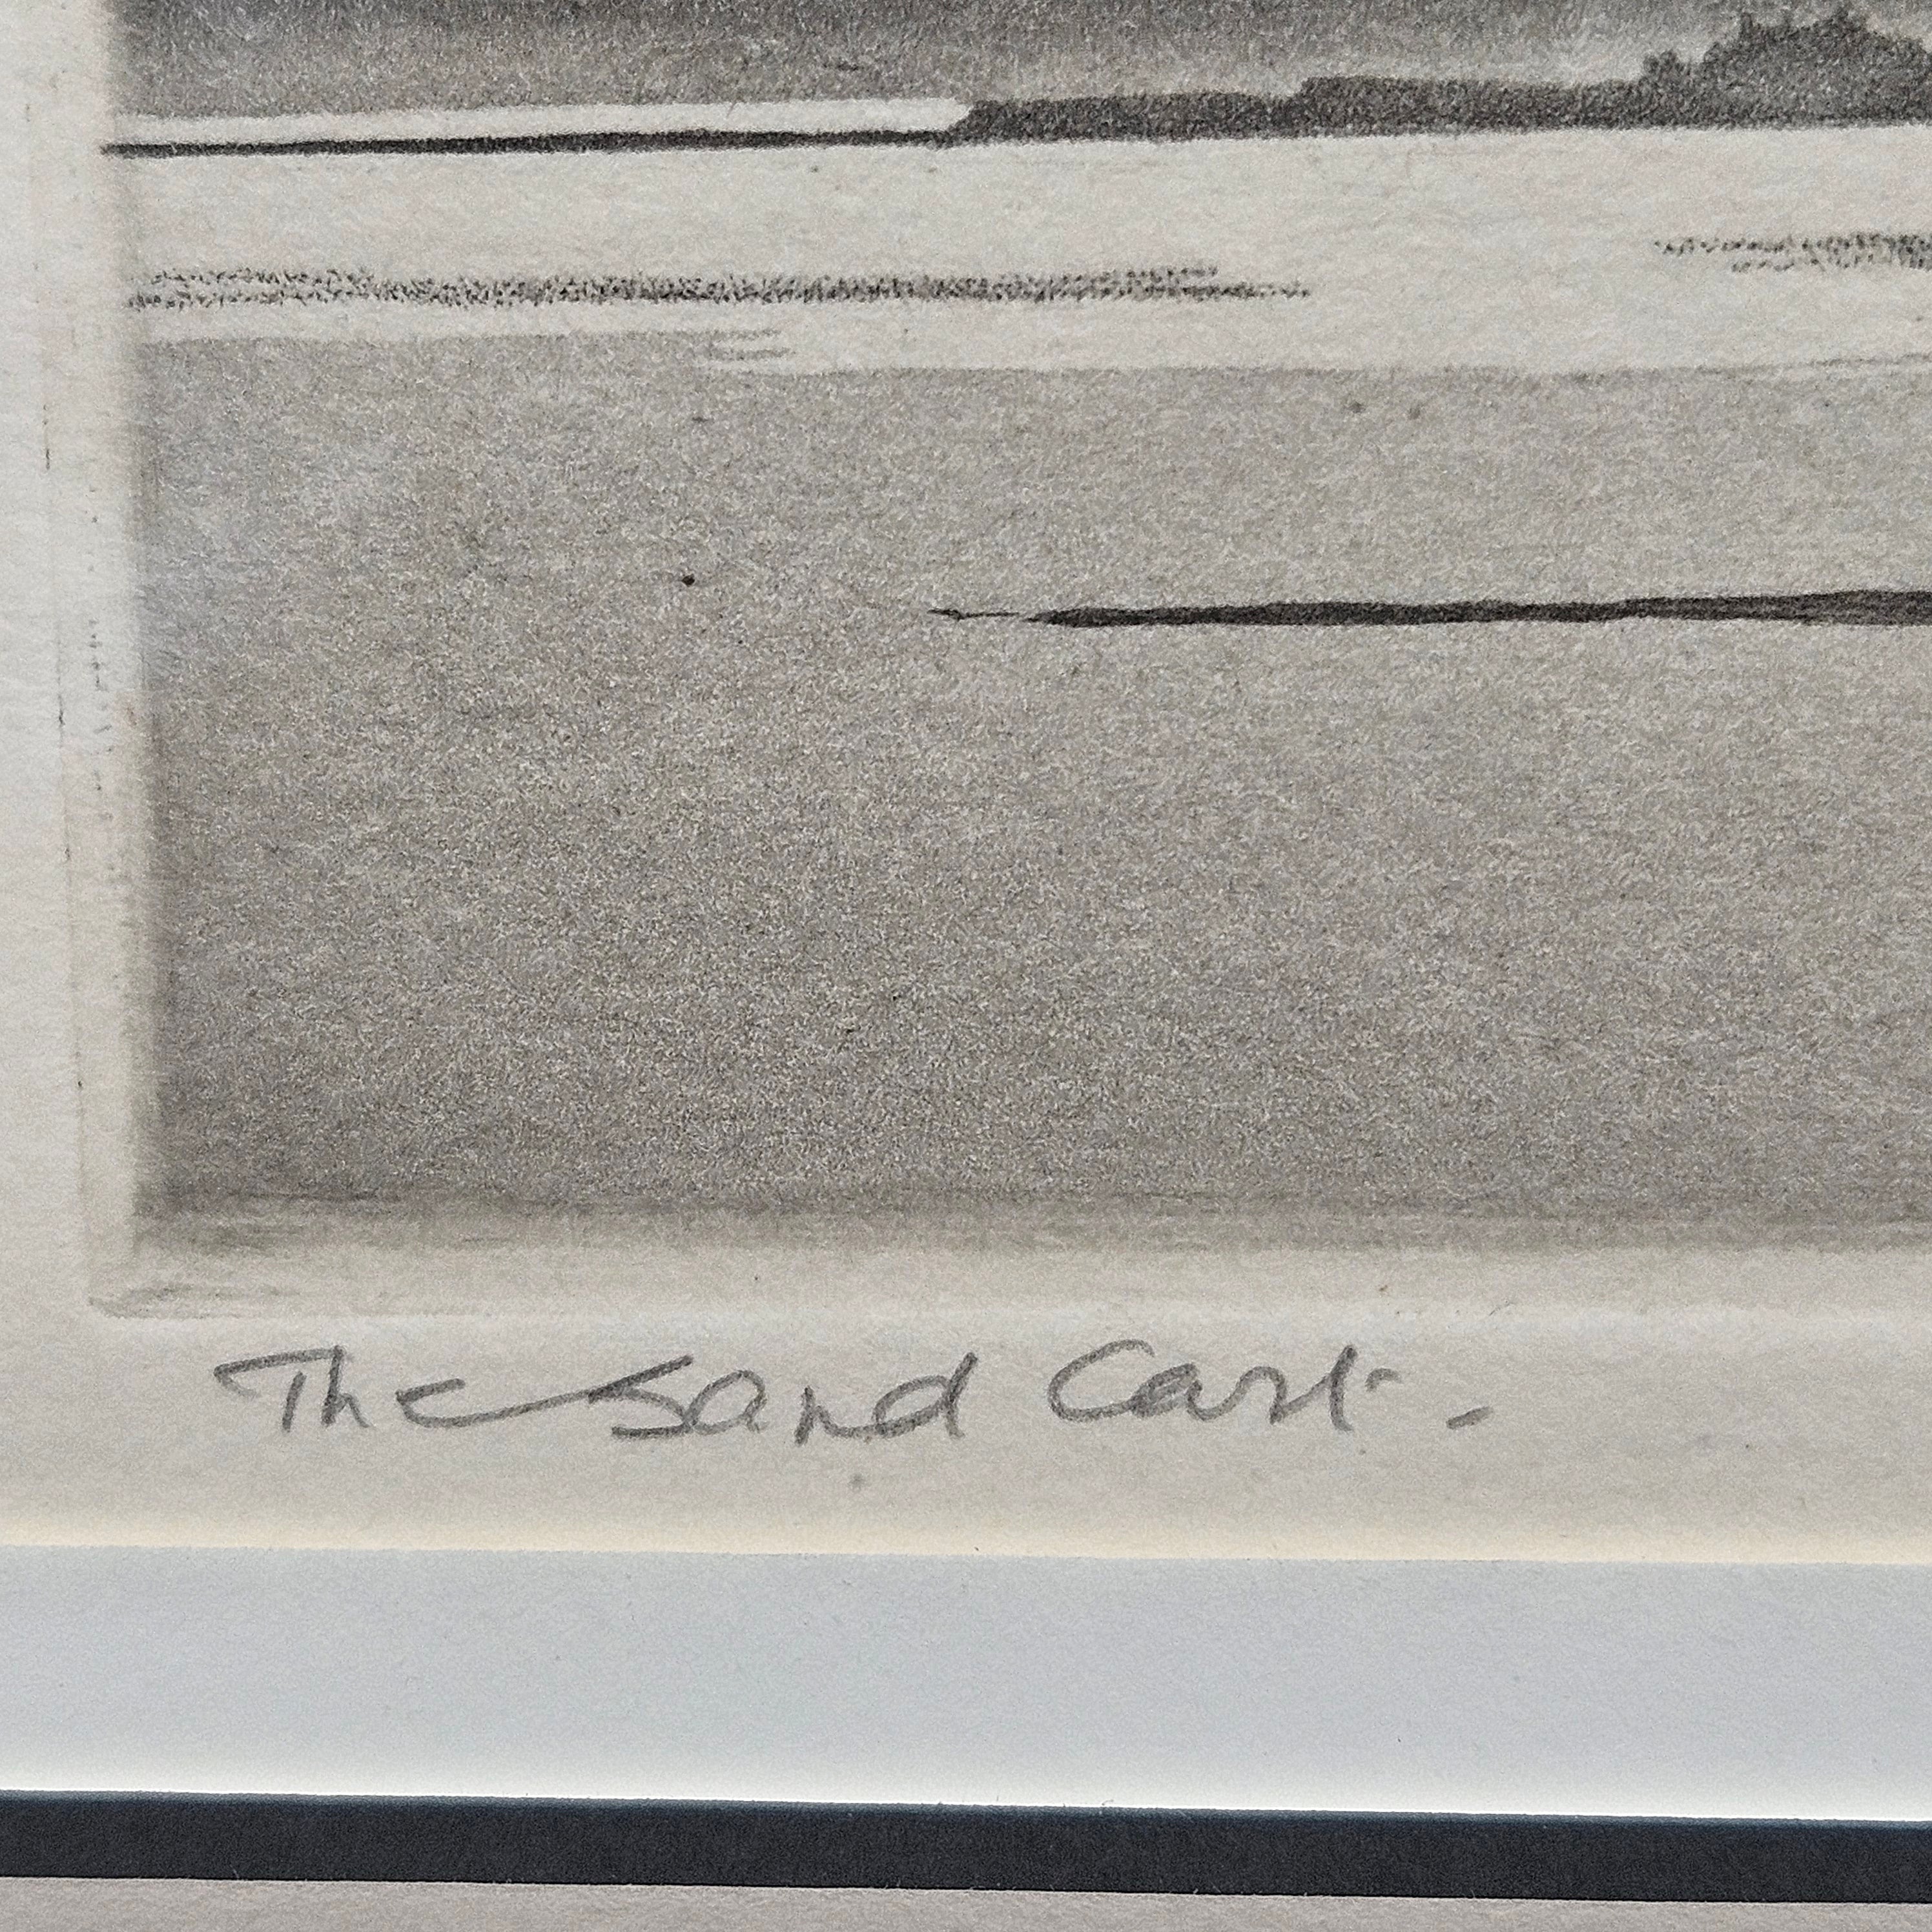 The Sand Cart -